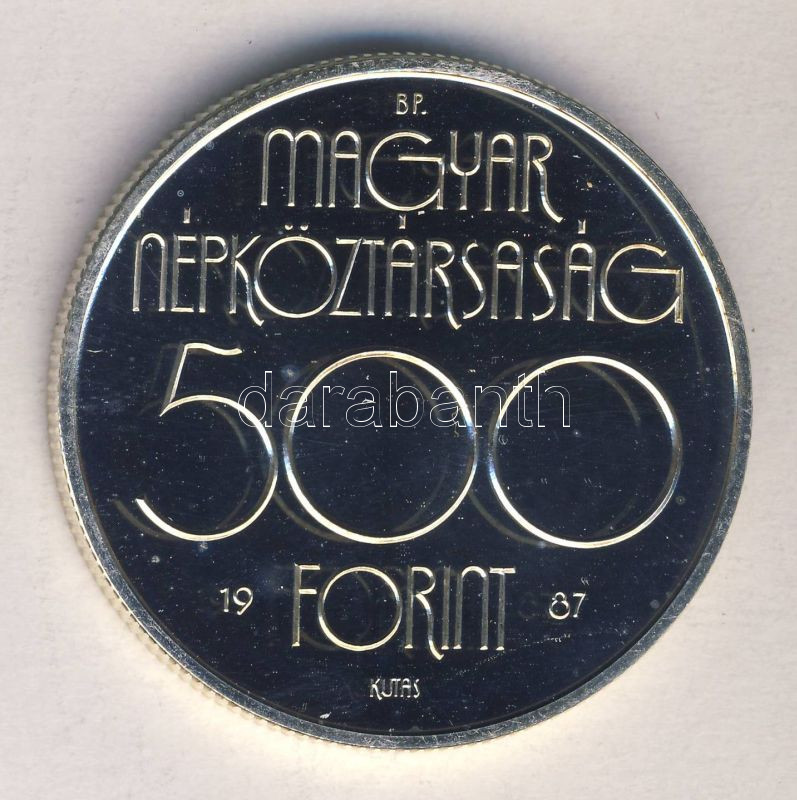 BP.
MAGYAR
NÉPKÖZTÁRSASÁG
500
darabanth
FORINT
19 87
KUTAS